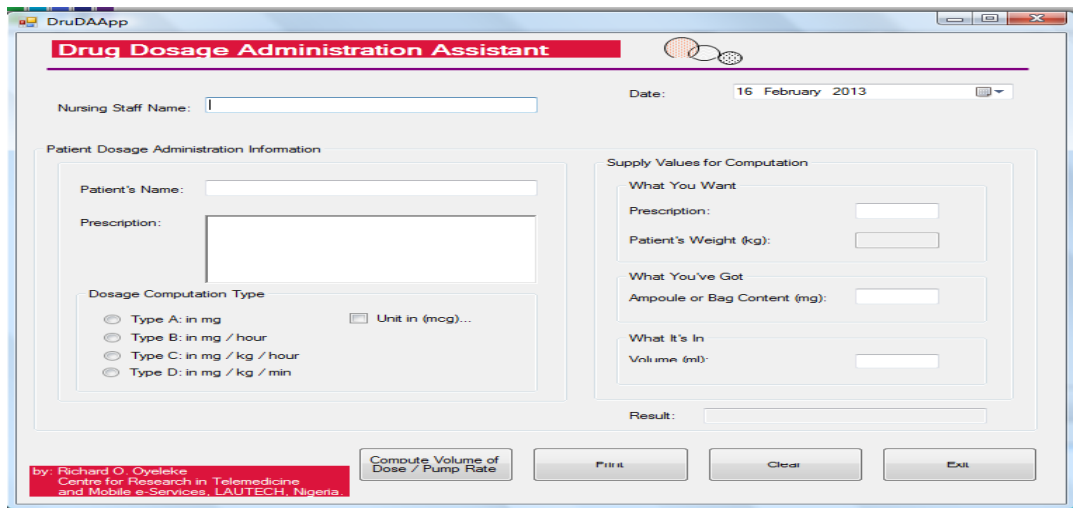 DruDAApp
Drug Dosage Administration Assistant
Nursing Staff Name:
Date:
16 February 2013
Patient Dosage Administration Information
Patient's Name:
Prescription:
Dosage Computation Type
Type A: in mg
Unit in (mcg)...
Type B: in mg / hour
Type C: in mg / kg / hour
Type D: in mg / kg / min
Supply Values for Computation
What You Want
Prescription:
Patient's Weight (kg):
What You've Got
Ampoule or Bag Content (mg):
What It's In
Volume (ml):
Result:
by: Richard O. Oyeleke
Centre for Research in Telemedicine
and Mobile e-Services, LAUTECH, Nigeria.
Compute Volume of
Dose / Pump Rate
Print
Clear
Exit